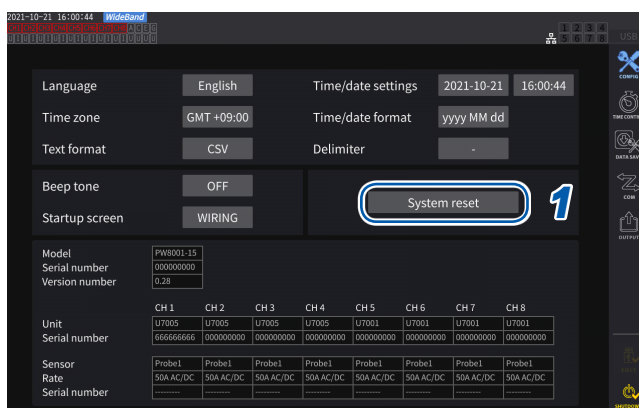 2021-10-21 16:00:44 WideBand
1 2 3 4
5 6 7 8
USB
Language English Time/date settings 2021-10-21 16:00:44
Time zone GMT +09:00 Time/date format yyyy MM dd
Text format CSV Delimiter -
Beep tone OFF
Startup screen WIRING
System reset 1
Model PW8001-15
Serial number 000000000
Version number 0.28
CH 1 CH 2 CH 3 CH 4 CH 5 CH 6 CH 7 CH 8
Unit U7005 U7005 U7005 U7005 U7001 U7001 U7001 U7001
Serial number 666666666 000000000 000000000 000000000 000000000 000000000 000000000 000000000
Sensor Probe1 Probe1 Probe1 Probe1 Probe1 Probe1 Probe1 Probe1
Rate 50A AC/DC 50A AC/DC 50A AC/DC 50A AC/DC 50A AC/DC 50A AC/DC 50A AC/DC 50A AC/DC
Serial number --------- --------- --------- --------- --------- --------- --------- ---------
CONFIG
TIME CONT
DATA SAV
COM
OUTPUT
SHUTDOW